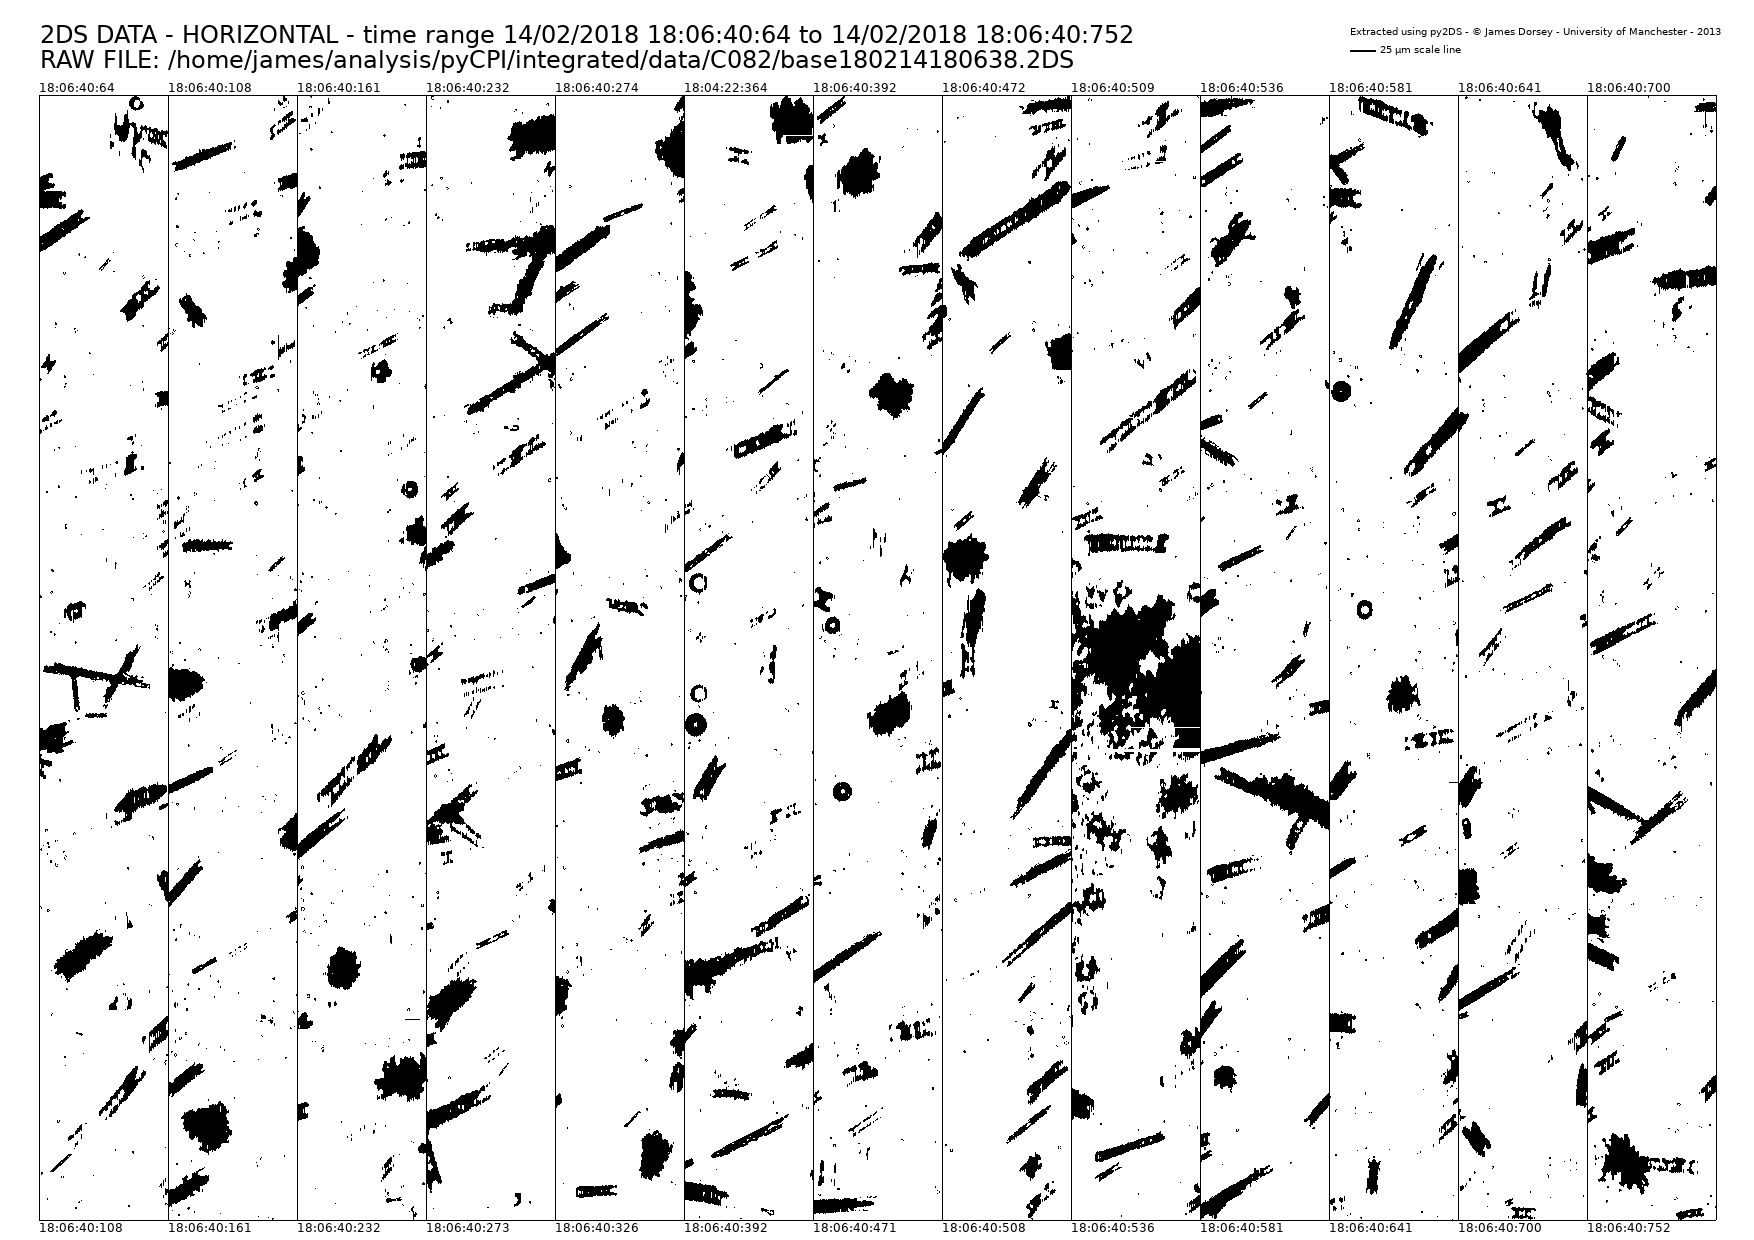 2DS DATA - HORIZONTAL - time range 14/02/2018 18:06:40:64 to 14/02/2018 18:06:40:752
RAW FILE: /home/james/analysis/pyCPI/integrated/data/C082/base180214180638.2DS
Extracted using py2DS - © James Dorsey - University of Manchester - 2013
25 µm scale line
18:06:40:64 18:06:40:108 18:06:40:161 18:06:40:232 18:06:40:274 18:04:22:364 18:06:40:392 18:06:40:472 18:06:40:509 18:06:40:536 18:06:40:581 18:06:40:641 18:06:40:700
18:06:40:108 18:06:40:161 18:06:40:232 18:06:40:273 18:06:40:326 18:06:40:392 18:06:40:471 18:06:40:508 18:06:40:536 18:06:40:581 18:06:40:641 18:06:40:700 18:06:40:752